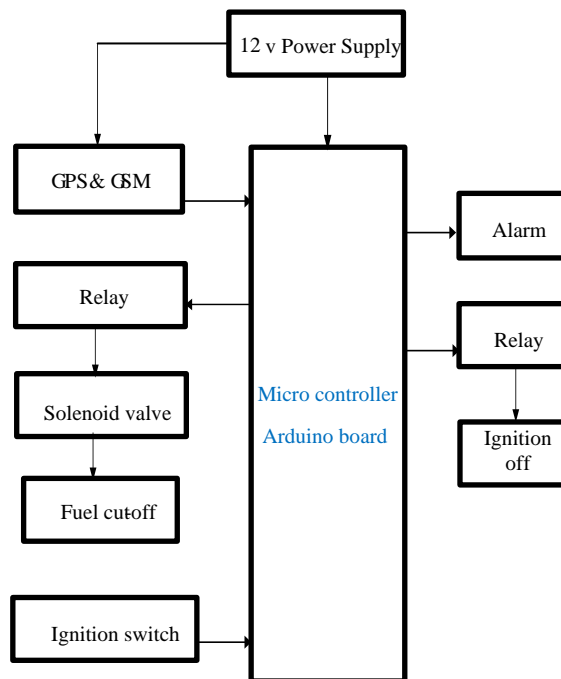 12 v Power Supply
GPS & GSM
Alarm
Relay
Relay
Micro controller
Arduino board
Solenoid valve
Ignition
off
Fuel cut-off
Ignition switch